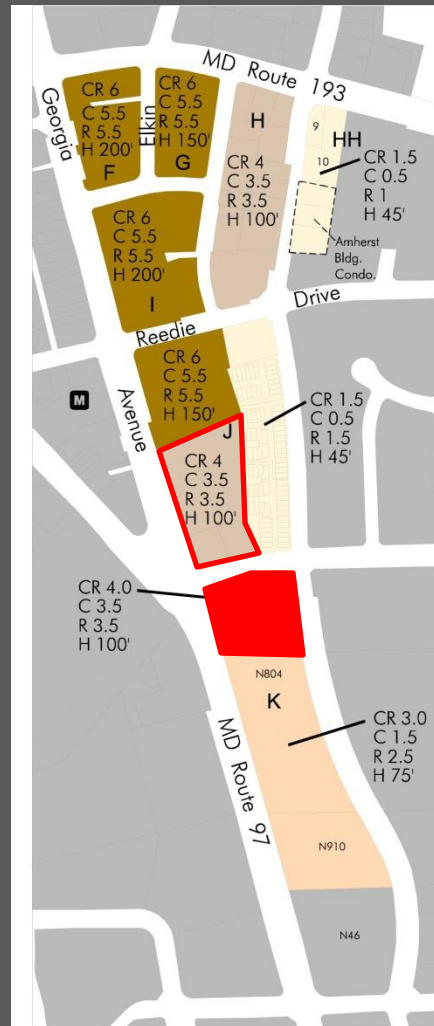 MD Route 193
Georgia
CR 6
C 5.5
R 5.5
H 200'
F
Elkin
CR 6
C 5.5
R 5.5
H 150'
G
H
CR 4
C 3.5
R 3.5
H 100'
9
10
HH
CR 1.5
C 0.5
R 1
H 45'
Amherst
Bldg.
Condo.
CR 6
C 5.5
R 5.5
H 200'
I
Reedie
Drive
CR 6
C 5.5
R 5.5
H 150'
Avenue
M
J
CR 4
C 3.5
R 3.5
H 100'
CR 1.5
C 0.5
R 1.5
H 45'
CR 4.0
C 3.5
R 3.5
H 100'
N804
K
CR 3.0
C 1.5
R 2.5
H 75'
MD Route 97
N910
N46